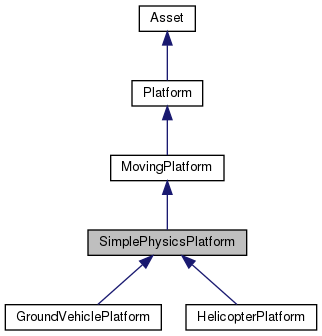 Asset
Platform
MovingPlatform
SimplePhysicsPlatform
GroundVehiclePlatform
HelicopterPlatform